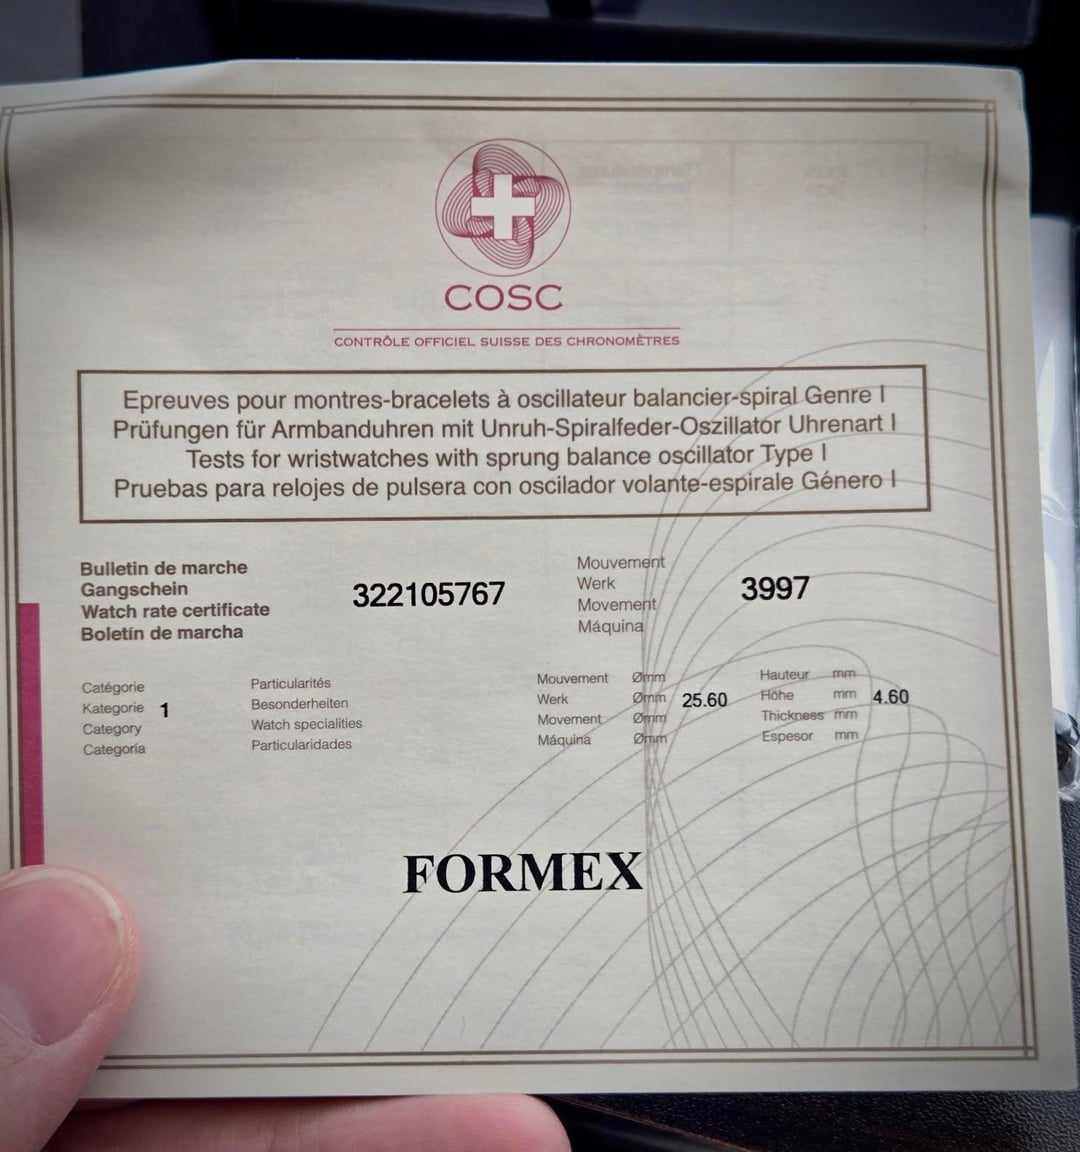 COSC
CONTRÔLE OFFICIEL SUISSE DES CHRONOMÈTRES
Epreuves pour montres-bracelets à oscillateur balancier-spiral Genre I
Prüfungen für Armbanduhren mit Unruh-Spiralfeder-Oszillator Uhrenart I
Tests for wristwatches with sprung balance oscillator Type I
Pruebas para relojes de pulsera con oscilador volante-espirale Género I
Bulletin de marche
Gangschein
Watch rate certificate
Boletín de marcha
322105767
Mouvement
Werk
Movement
Máquina
3997
Catégorie
Kategorie 1
Category
Categoría
Particularités
Besonderheiten
Watch specialities
Particularidades
Mouvement Ømm
Werk Ømm 25.60
Movement Ømm
Máquina Ømm
Hauteur mm
Höhe mm 4.60
Thickness mm
Espesor mm
FORMEX